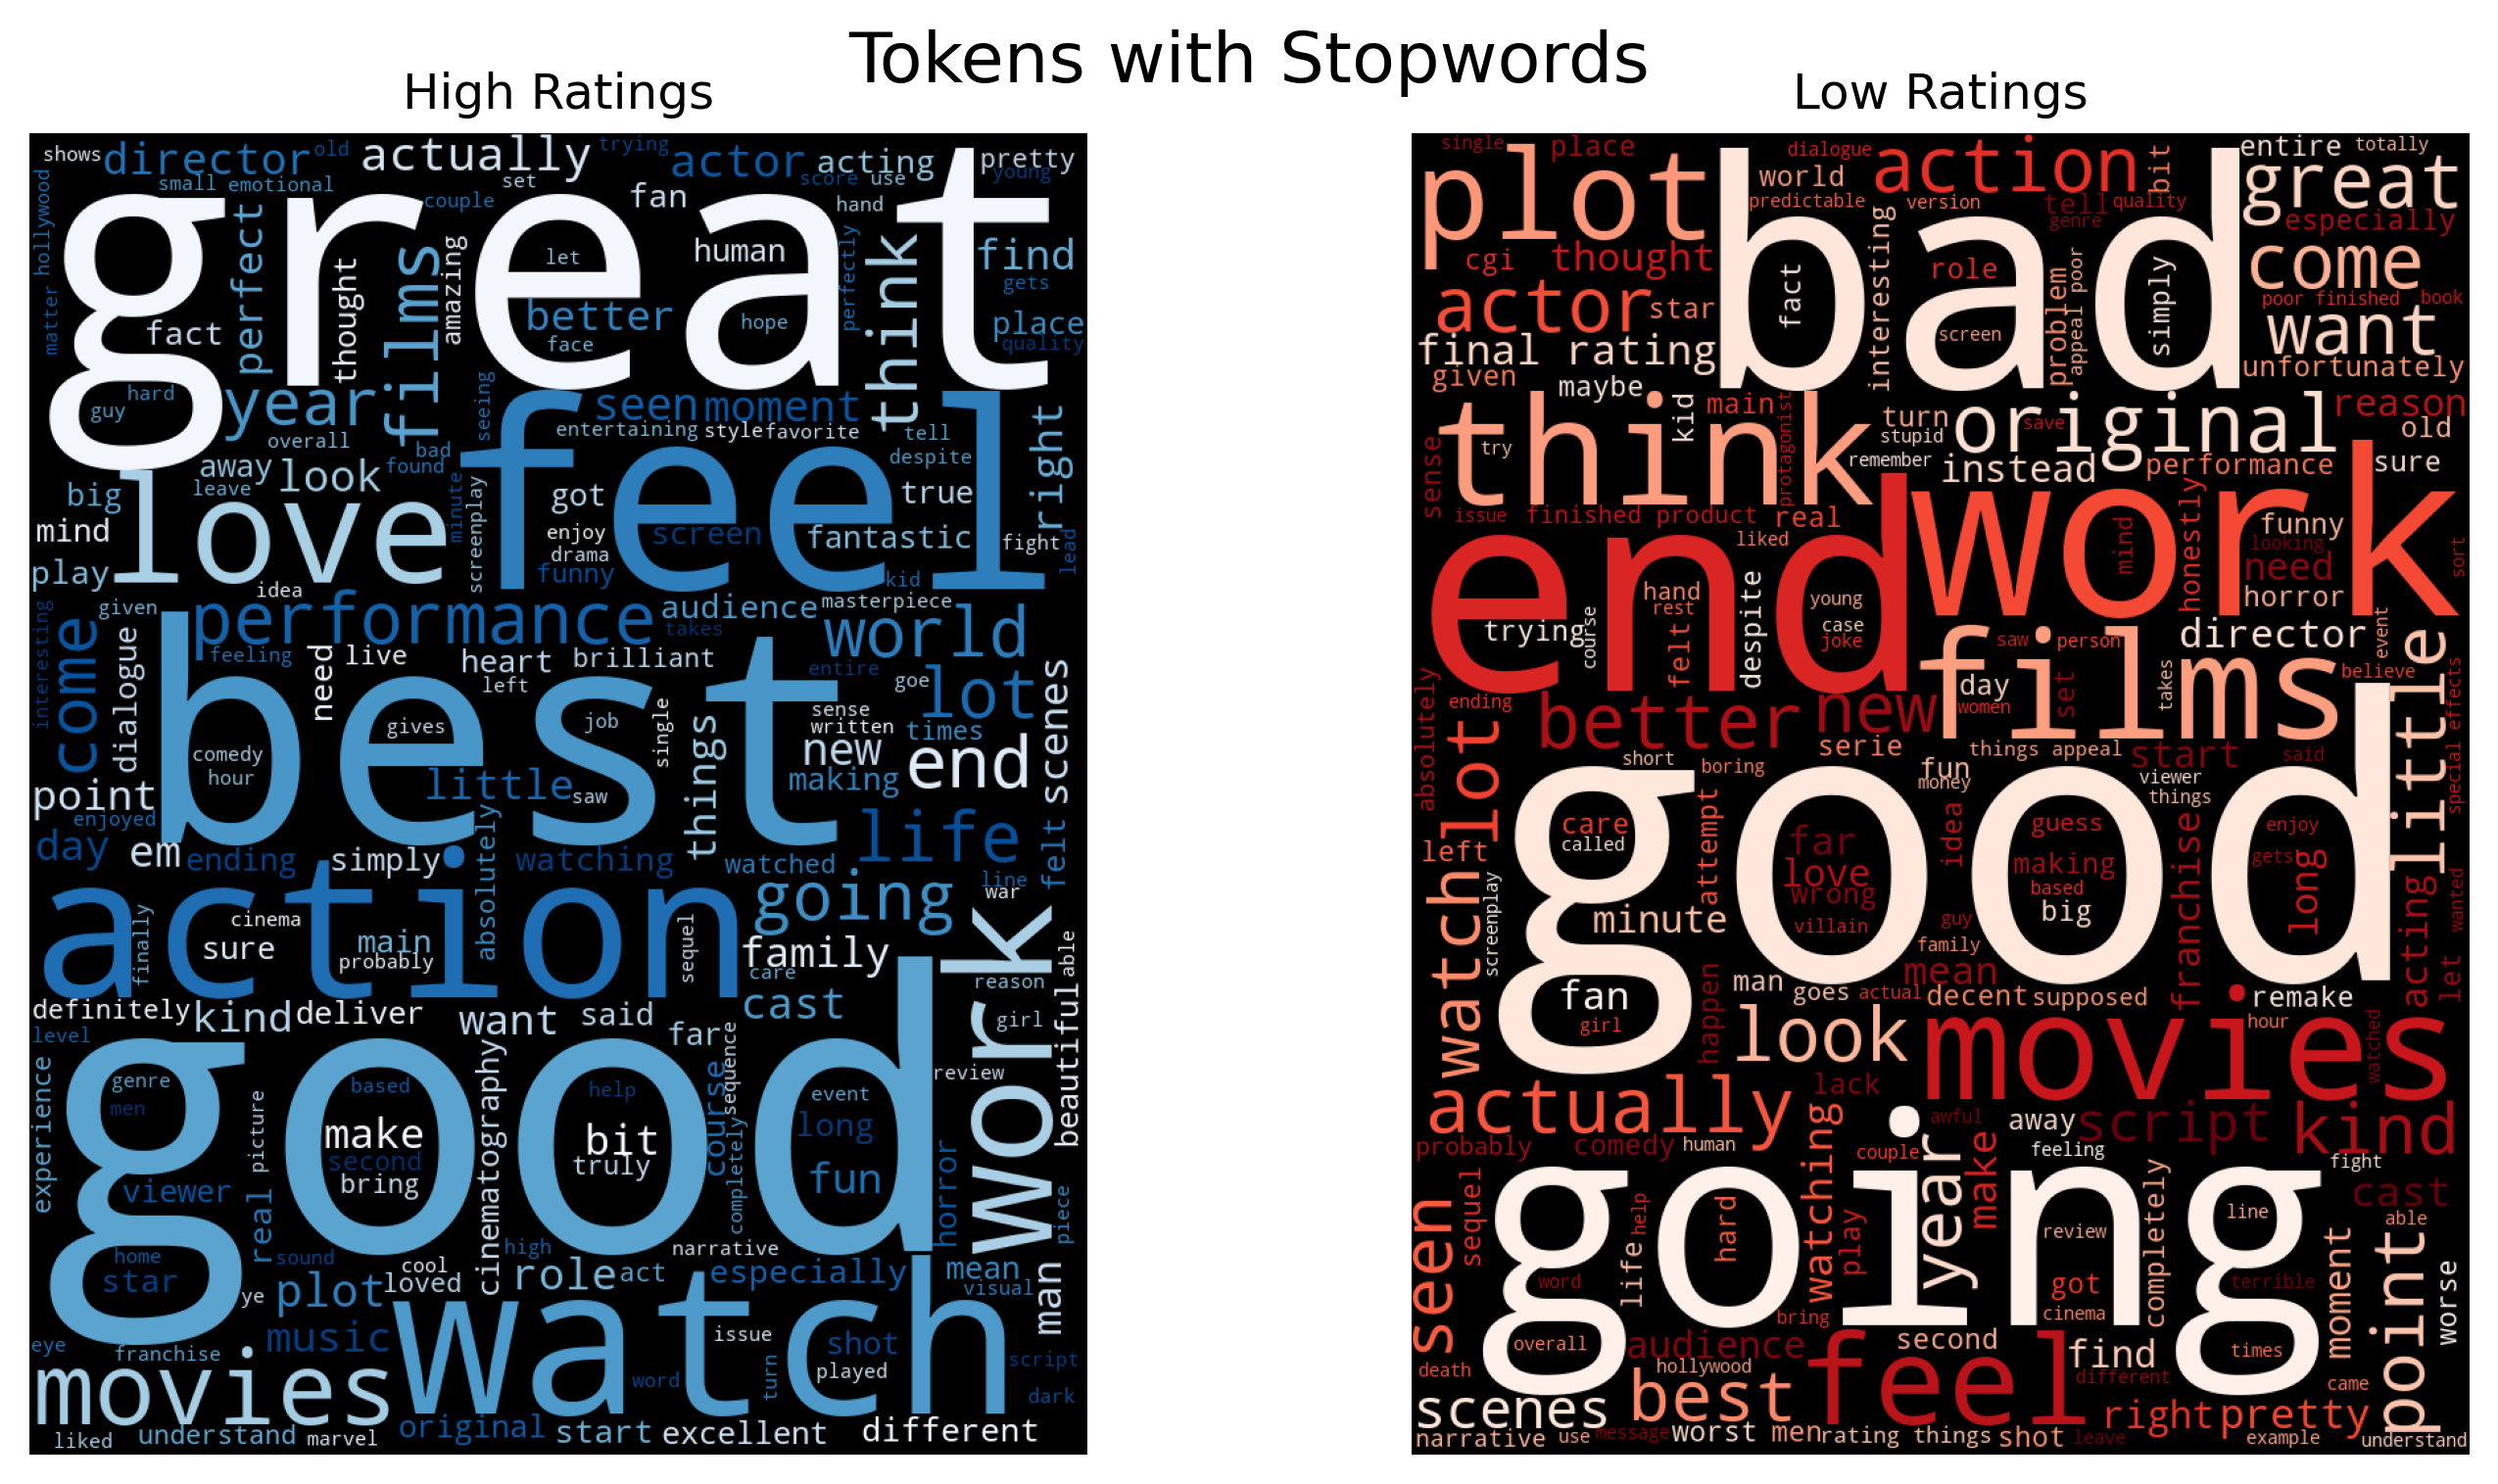 Tokens with Stopwords
High Ratings
shows director old actually trying actor acting pretty
small emotional set couple fan score use hand young
great
matter hollywood perfect thought films amazing let human perfectly think find gets
fact better hope face place quality
guy hard year seen moment seeing right
overall bad found entertaining style favorite tell despite
love feel
away look leave big mind minute screenplay got true
enjoy drama funny screen fantastic fight lead kid
play idea given performance audience masterpiece world
takes interesting come dialogue feeling need live heart brilliant left entire goe lot scenes
best
comedy hour gives job single things sense written times new end
point enjoyed little saw making
day em ending simply absolutely watching watched life felt
action
going line war finally cinema sure main probably sequel family care work able reason
definitely kind deliver want said far cast girl beautiful
level experience genre men based help event review
good
make second bring bit truly course sequence completely long fun horror piece
viewer real picture cinematography home star sound high narrative
cool loved role act especially mean visual man
ye plot music eye franchise
watch
issue shot played turn word script dark
movies
original start excellent different
liked understand marvel
Low Ratings
single place dialogue action bit entire totally
plot world predictable version tell quality genre great especially
bad
cgi thought fact interesting role screen problem appeal poor simply come
actor star poor finished book want
final rating given maybe unfortunately
think kid main protagonist turn stupid save original reason old
sense try remember instead performance sure
issue finished product real liked
end work
mind honestly funny looking need horror sort
hand rest trying course felt despite young case joke
films saw person director event believe little
absolutely ending better new day women set takes special effects
serie things appeal start said
short boring fun money viewer things
good
lot care called left attempt far love wrong villain idea guess making based big enjoy gets long
watch screenplay minute guy family franchise acting wanted
fan girl happen man goes actual mean decent supposed remake let
look hour movies watched
actually lack awful away script kind
probably comedy human couple feeling fight
going
seen sequel life help hard watching play year make review got completely line terrible cast able
word bring cinema point moment worse
overall audience second find times death hollywood different came
scenes best feel right pretty
narrative use message worst men rating things shot leave example understand